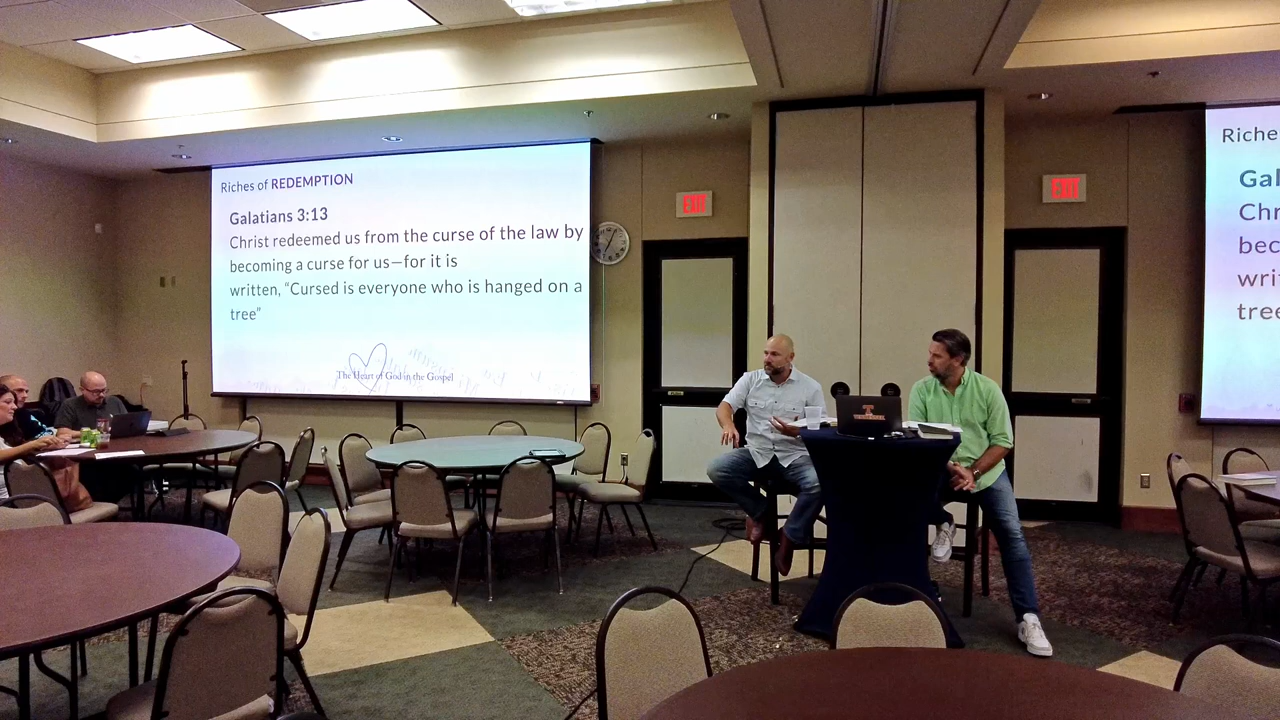 Riches of REDEMPTION
Galatians 3:13
Christ redeemed us from the curse of the law by
becoming a curse for us—for it is
written, “Cursed is everyone who is hanged on a
tree”
The Heart of God in the Gospel
EXIT
EXIT
Riche
Gal
Chr
bec
writ
tree
T